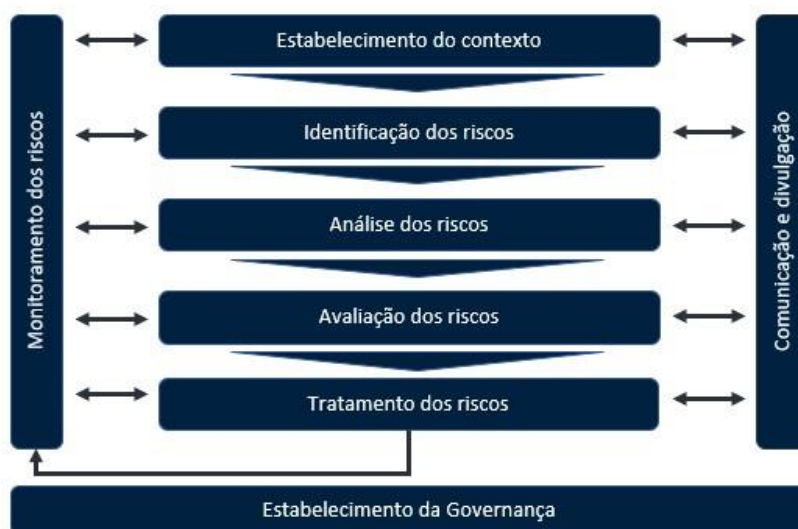 Monitoramento dos riscos
Estabelecimento do contexto
Identificação dos riscos
Análise dos riscos
Avaliação dos riscos
Tratamento dos riscos
Comunicação e divulgação
Estabelecimento da Governança